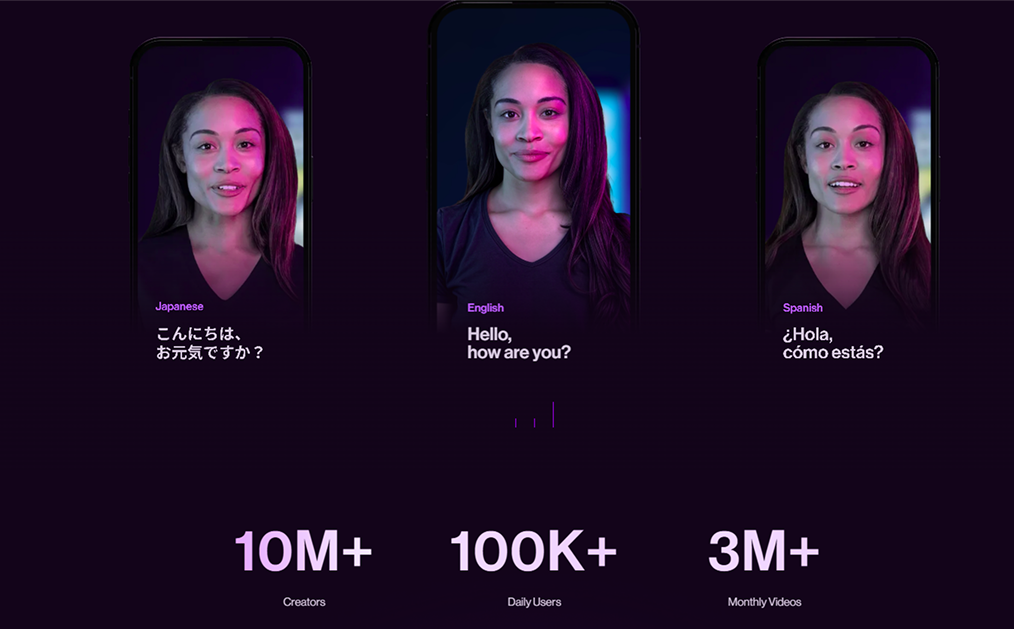 Japanese
こんにちは、
お元気ですか？
English
Hello,
how are you?
Spanish
¿Hola,
cómo estás?
10M+
100K+
3M+
Creators
Daily Users
Monthly Videos